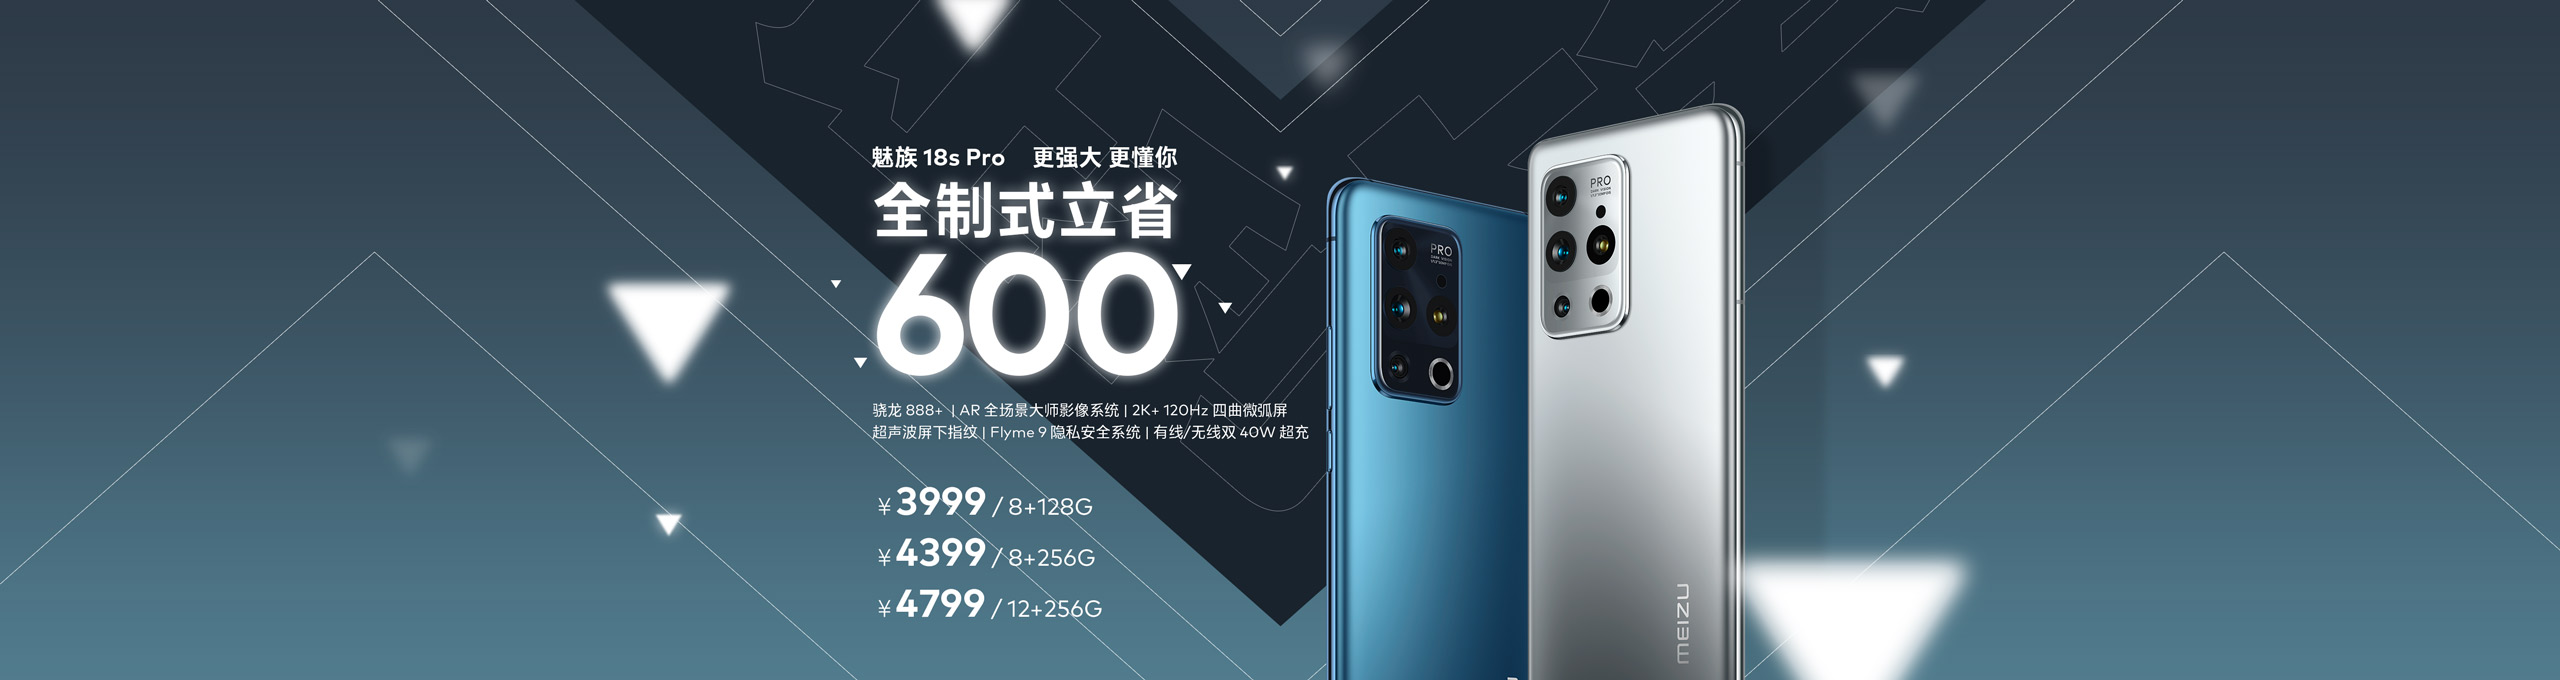 魅族 18s Pro 更强大 更懂你
全制式立省
600
骁龙 888+ | AR 全场景大师影像系统 | 2K+ 120Hz 四曲微弧屏
超声波屏下指纹 | Flyme 9 隐私安全系统 | 有线/无线双 40W 超充
¥ 3999 / 8+128G
¥ 4399 / 8+256G
¥ 4799 / 12+256G
PRO
PRO
MEIZU